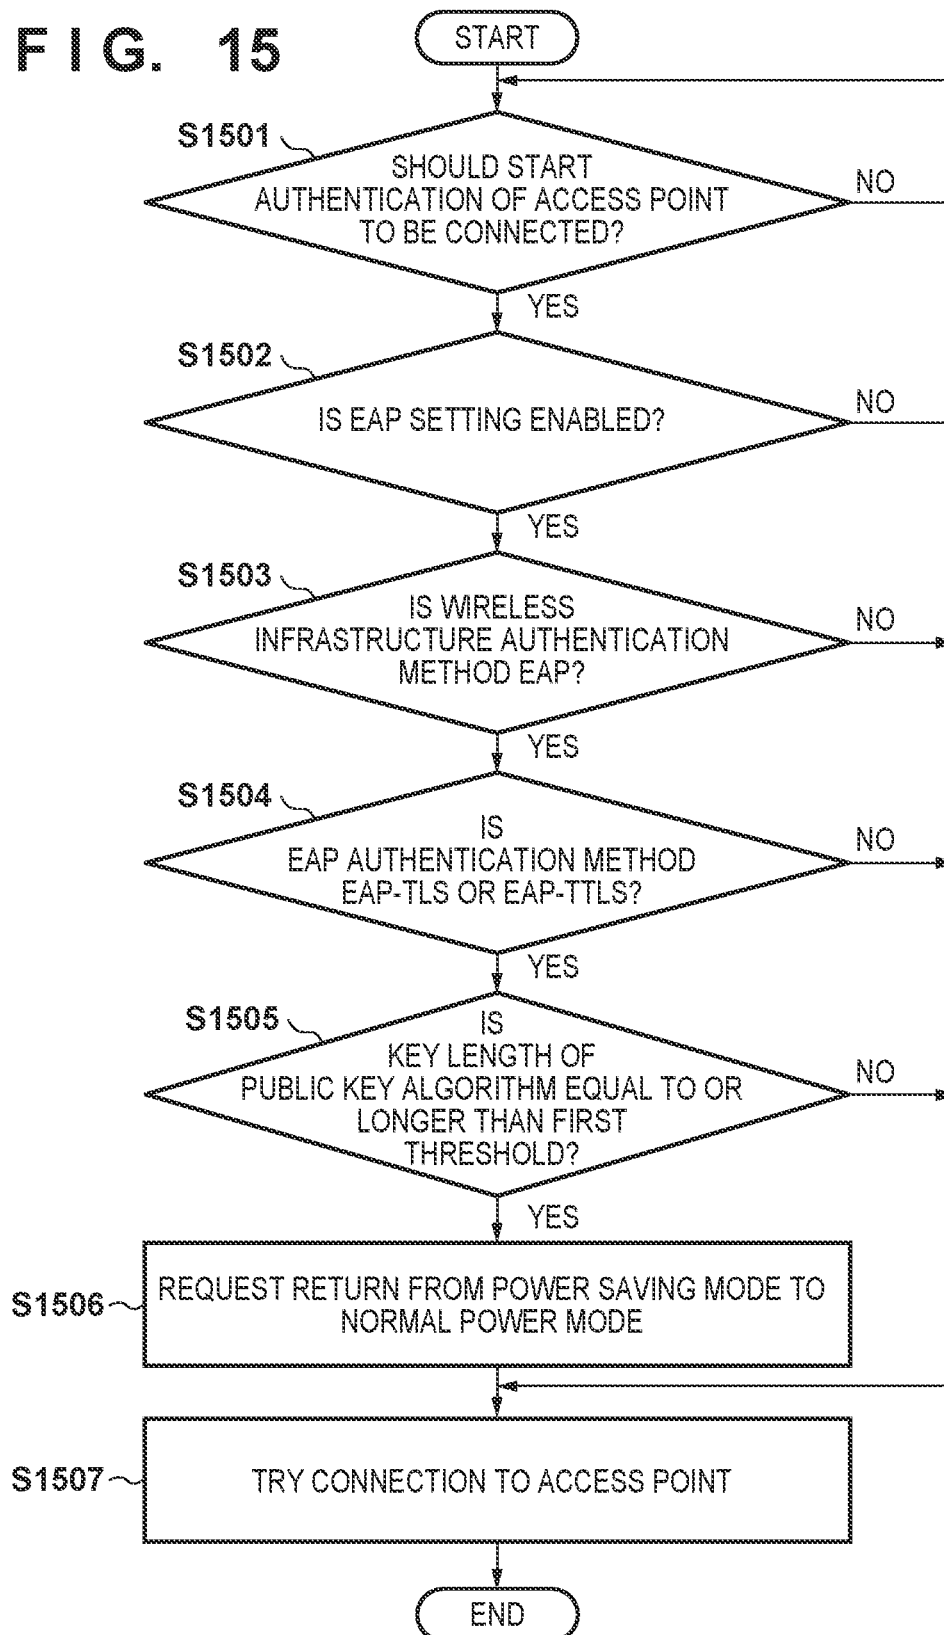 FIG. 15
START
S1501
SHOULD START
AUTHENTICATION OF ACCESS POINT
TO BE CONNECTED?
NO
YES
S1502
IS EAP SETTING ENABLED?
NO
YES
S1503
IS WIRELESS
INFRASTRUCTURE AUTHENTICATION
METHOD EAP?
NO
YES
S1504
IS
EAP AUTHENTICATION METHOD
EAP-TLS OR EAP-TTLS?
NO
YES
S1505
IS
KEY LENGTH OF
PUBLIC KEY ALGORITHM EQUAL TO OR
LONGER THAN FIRST
THRESHOLD?
NO
YES
S1506
REQUEST RETURN FROM POWER SAVING MODE TO
NORMAL POWER MODE
S1507
TRY CONNECTION TO ACCESS POINT
END